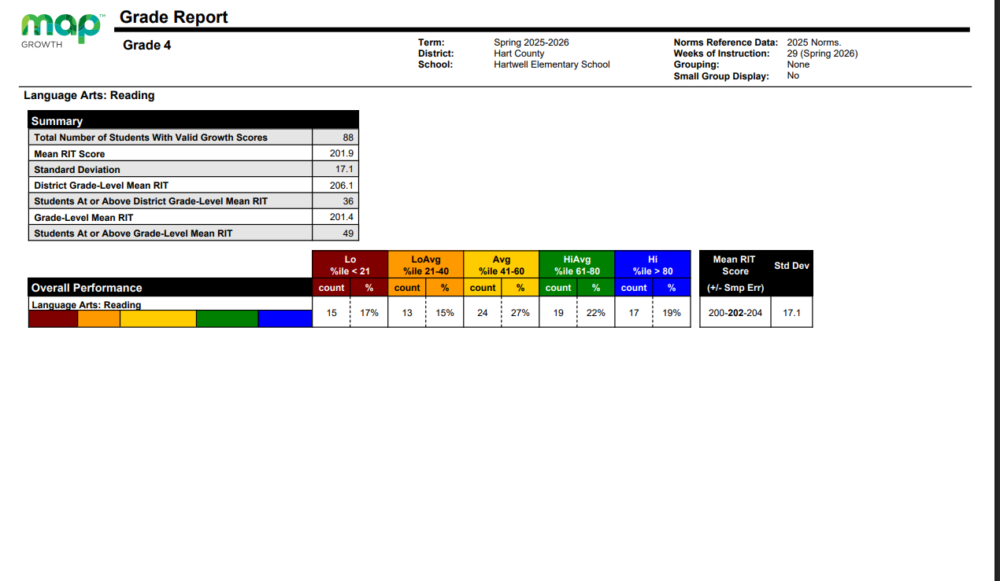 map™
GROWTH
Grade Report
Grade 4
Term: Spring 2025-2026
District: Hart County
School: Hartwell Elementary School
Norms Reference Data: 2025 Norms.
Weeks of Instruction: 29 (Spring 2026)
Grouping: None
Small Group Display: No
Language Arts: Reading
Summary
Total Number of Students With Valid Growth Scores 88
Mean RIT Score 201.9
Standard Deviation 17.1
District Grade-Level Mean RIT 206.1
Students At or Above District Grade-Level Mean RIT 36
Grade-Level Mean RIT 201.4
Students At or Above Grade-Level Mean RIT 49
Lo LoAvg Avg HiAvg Hi Mean RIT Score Std Dev
%ile < 21 %ile 21-40 %ile 41-60 %ile 61-80 %ile > 80
Overall Performance count % count % count % count % count % (+/- Smp Err)
Language Arts: Reading
15 17% 13 15% 24 27% 19 22% 17 19% 200-202-204 17.1